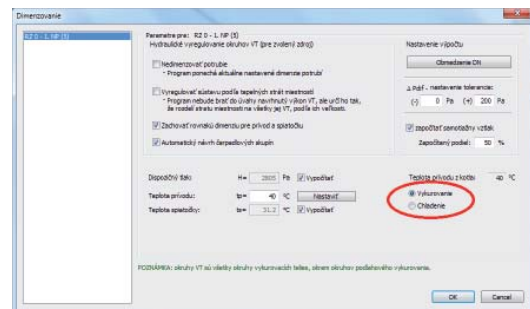 Dimenzovanie
RZ 0 - 1. NP (S)
Parametre pre: RZ 0 - 1. NP (S)
Hydraulické vyregulovanie okruhov VT (pre zvolený zdroj)
Nedimenzovať potrubie
- Program ponechá aktuálne nastavené dimenzie potrubí
Vyregulovať sústavu podľa tepelných strát miestností
- Program nebude brať do úvahy navrhnutý výkon VT, ale určí ho tak,
že rozdelí stratu miestnosti na všetky jej VT, podľa ich veľkosti.
Zachovať rovnakú dimenziu pre prívod a spiatočku
Automatický návrh čerpadlových skupín
Nastavenie výpočtu
Obmedzenie DN
Δ Pdif - nastavenie tolerancie:
(-) 0 Pa (+) 200 Pa
započítať samotiažny vztlak
Započítaný podiel: 50 %
Dispozičný tlak: H= 2805 Pa Vypočítať
Teplota prívodu: tp= 40 °C Nastaviť
Teplota spiatočky: ts= 31.2 °C Vypočítať
Teplota prívodu z kotla: 40 °C
Vykurovanie
Chladenie
POZNÁMKA: okruhy VT sú všetky okruhy vykurovacích telies, okrem okruhov podlahového vykurovania.
OK Cancel